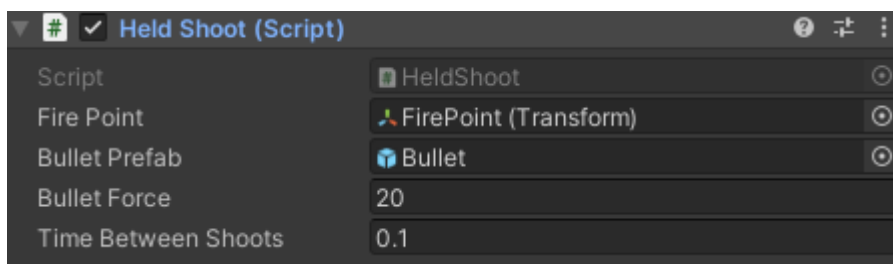 # Held Shoot (Script)
Script # HeldShoot
Fire Point FirePoint (Transform)
Bullet Prefab Bullet
Bullet Force 20
Time Between Shoots 0.1